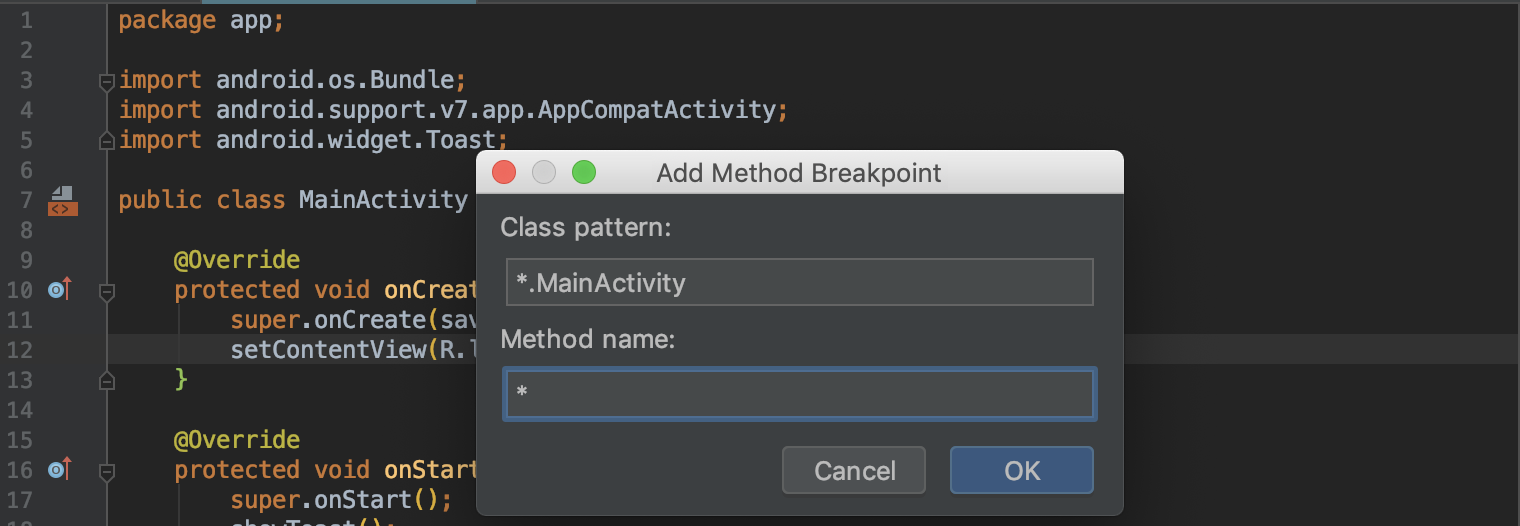 1 package app;
2
3 import android.os.Bundle;
4 import android.support.v7.app.AppCompatActivity;
5 import android.widget.Toast;
6
7 public class MainActivity
8
9 @Override
10 protected void onCreat
11 super.onCreate(sav
12 setContentView(R.l
13 }
14
15 @Override
16 protected void onStart
17 super.onStart();
18 showToast();
Add Method Breakpoint
Class pattern:
*.MainActivity
Method name:
*
Cancel OK